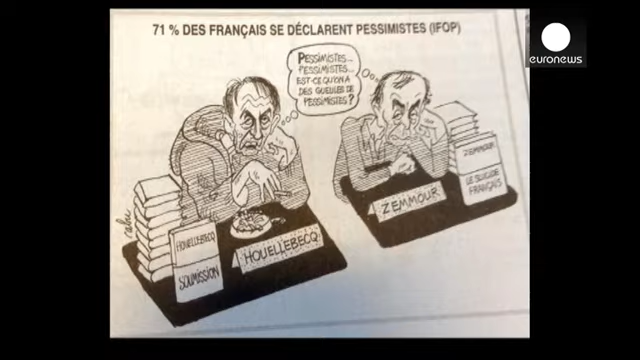 71 % DES FRANÇAIS SE DÉCLARENT PESSIMISTES (IFOP)
euronews
PESSIMISTES...
PESSIMISTES...
EST-CE QU'ON A
DES GUEULES DE
PESSIMISTES ?
HOUELLEBECQ
SOUMISSION
HOUELLEBECQ
ZEMMOUR
ZEMMOUR
LE SUICIDE
FRANÇAIS